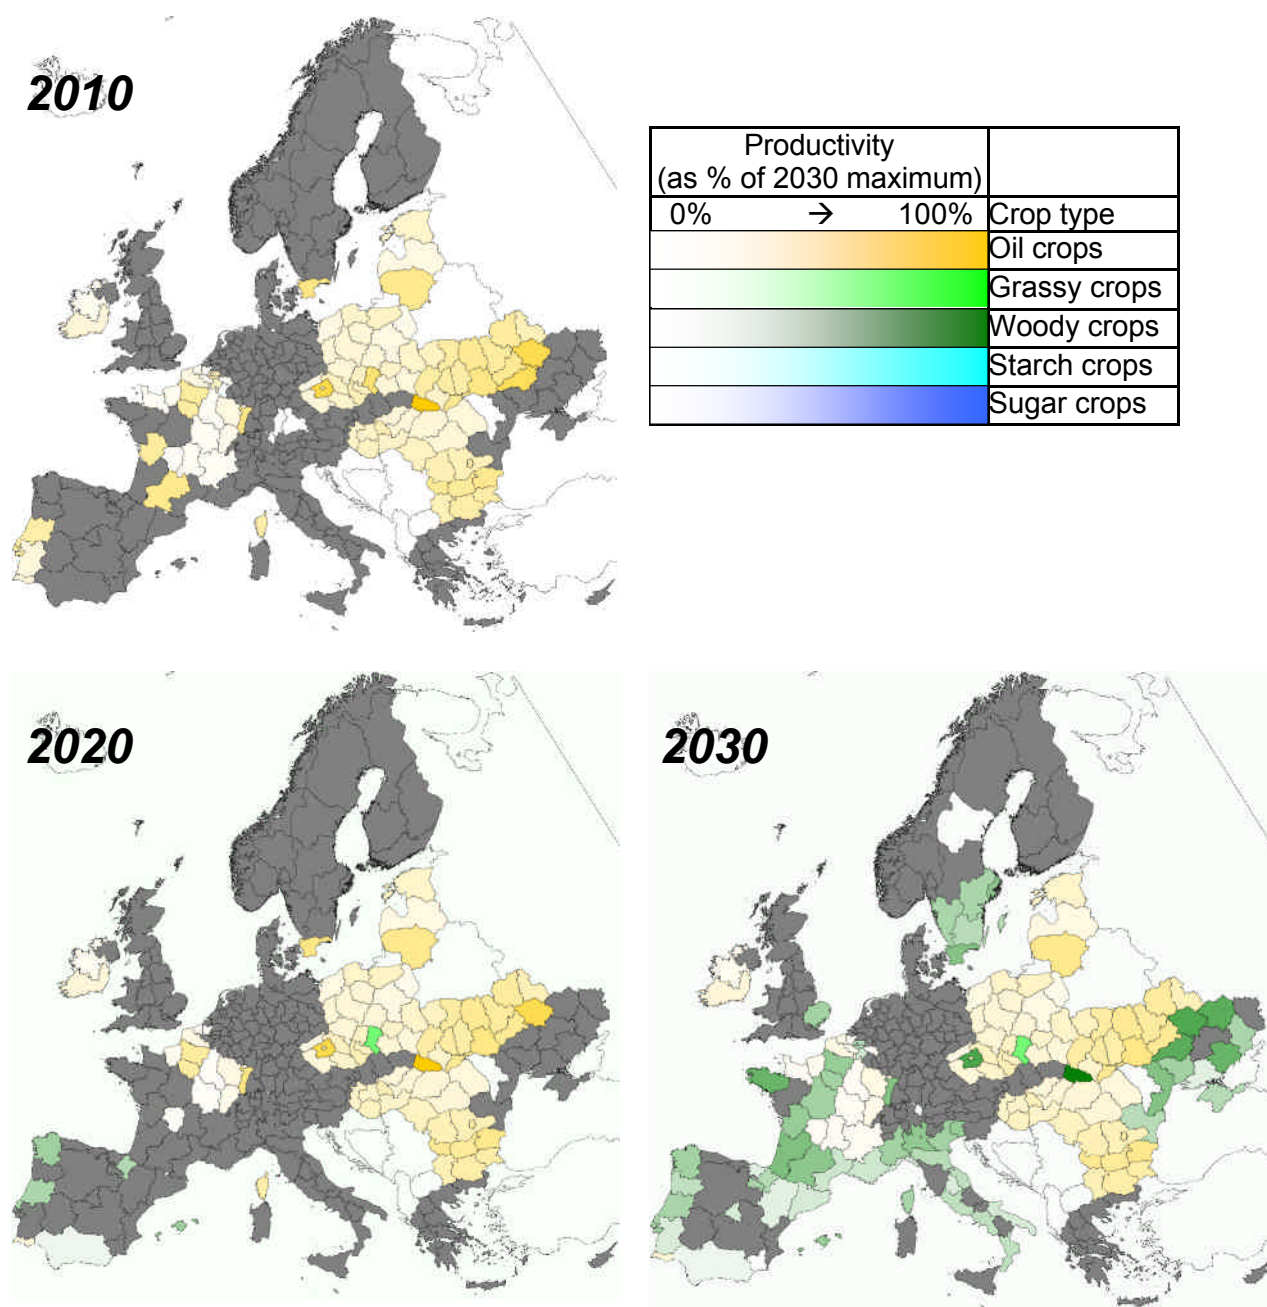 2010
Productivity
(as % of 2030 maximum)
0% → 100% Crop type
Oil crops
Grassy crops
Woody crops
Starch crops
Sugar crops
2020
2030